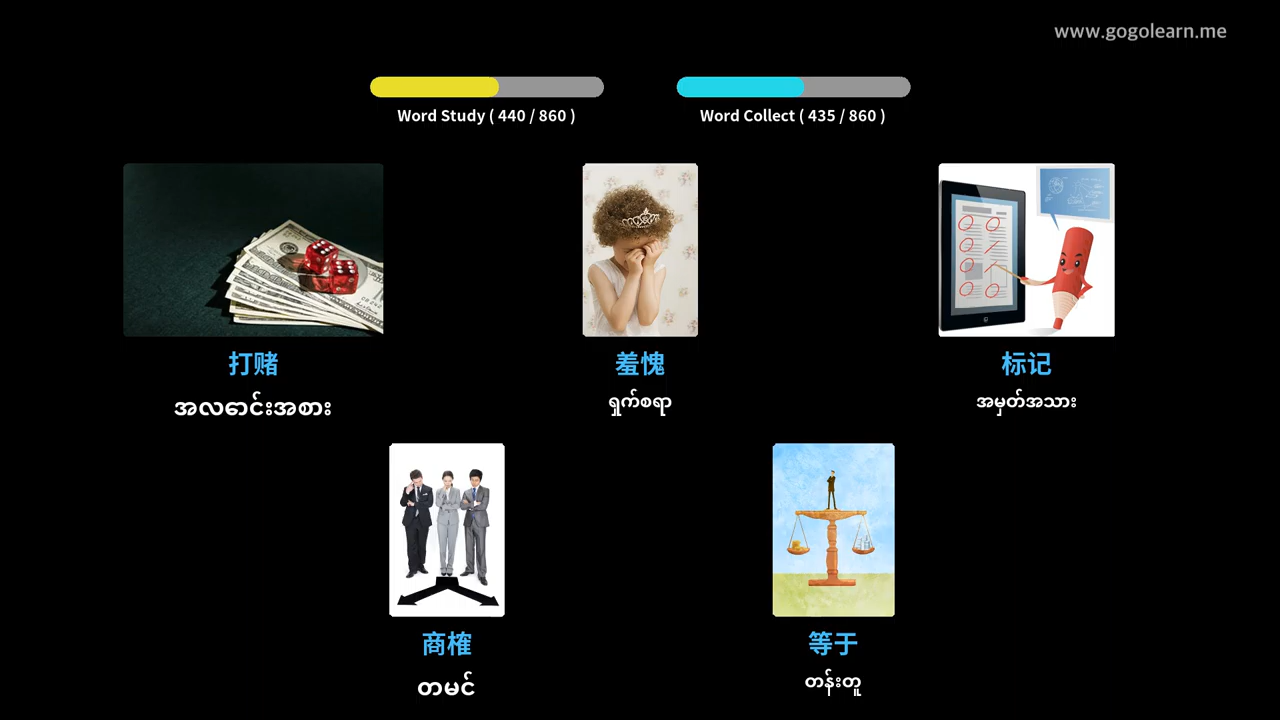 www.gogolearn.me
Word Study ( 440 / 860 )
Word Collect ( 435 / 860 )
打赌
အလောင်းအစား
羞愧
ရှက်စရာ
标记
အမှတ်အသား
商榷
တမင်
等于
တန်းတူ